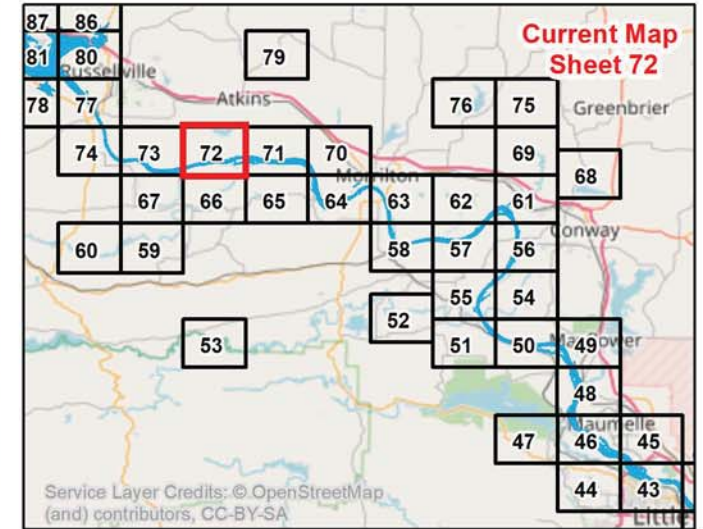 87 86
Current Map
Sheet 72
81 80 79
Russellville
78 77 Atkins 76 75 Greenbrier
74 73 72 71 70 69
Morrilton 68
67 66 65 64 63 62 61
Conway
60 59 58 57 56
55 54
52
53 51 50 49
48
Maumelle
47 46 45
Service Layer Credits: © OpenStreetMap
(and) contributors, CC-BY-SA
44 43
Little